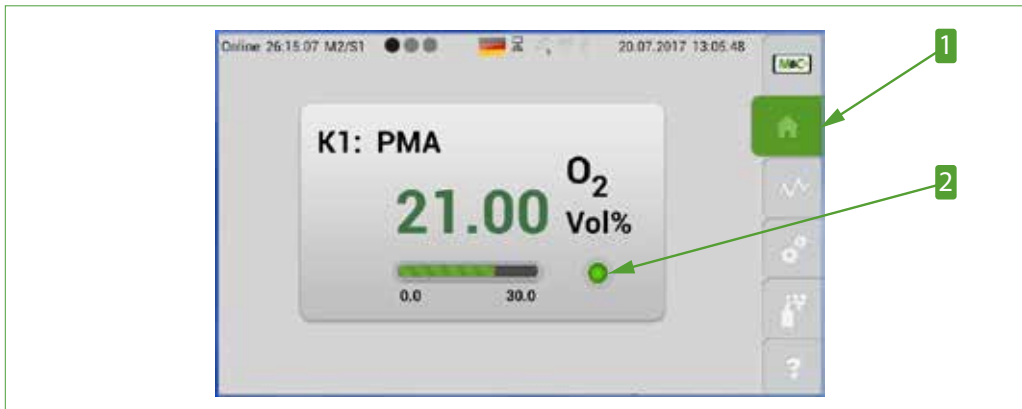 Online 26:15.07 M2/S1 20.07.2017 13:05.48
M&C
1
K1: PMA
O2
21.00 Vol%
2
0.0 30.0
?